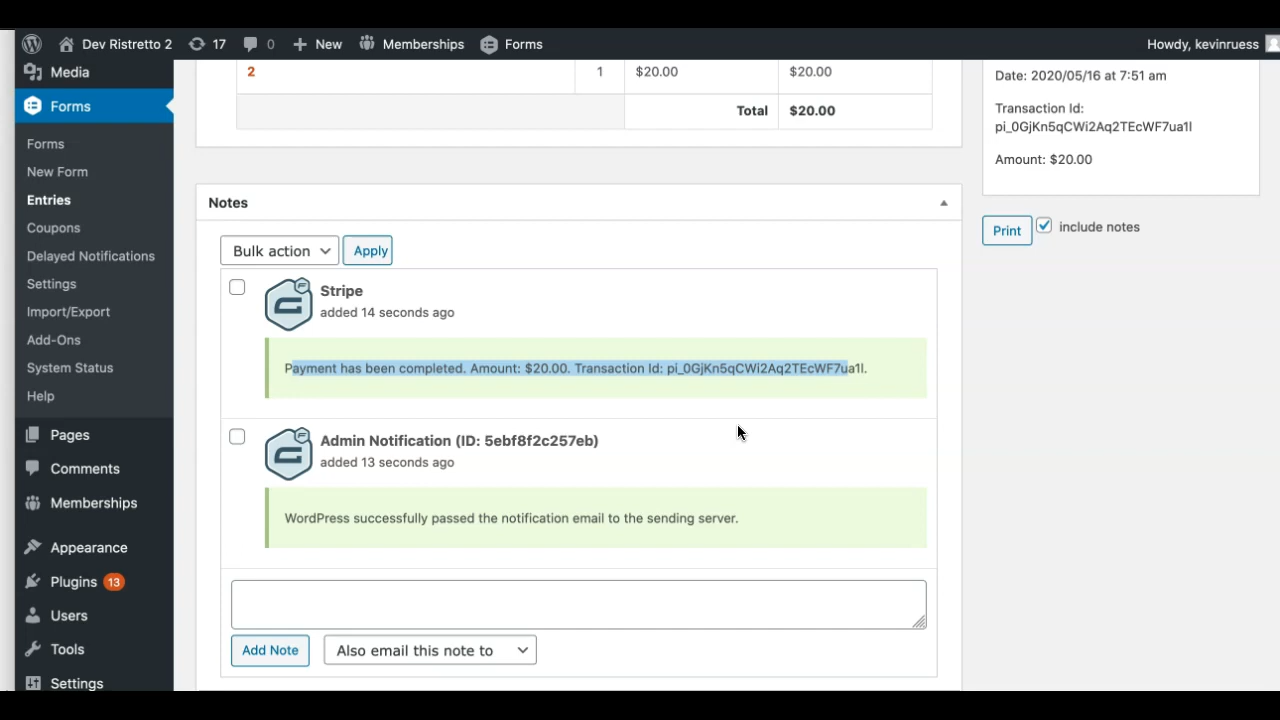 Dev Ristretto 2 17 0 New Memberships Forms Howdy, kevinruess
Media
Forms
Forms
New Form
Entries
Coupons
Delayed Notifications
Settings
Import/Export
Add-Ons
System Status
Help
Pages
Comments
Memberships
Appearance
Plugins 13
Users
Tools
Settings
2 1 $20.00 $20.00
Total $20.00
Notes
Bulk action Apply
Stripe
added 14 seconds ago
Payment has been completed. Amount: $20.00. Transaction Id: pi_0GjKn5qCWi2Aq2TEcWF7ua1l.
Admin Notification (ID: 5ebf8f2c257eb)
added 13 seconds ago
WordPress successfully passed the notification email to the sending server.
Add Note Also email this note to
Date: 2020/05/16 at 7:51 am
Transaction Id:
pi_0GjKn5qCWi2Aq2TEcWF7ua1l
Amount: $20.00
Print include notes